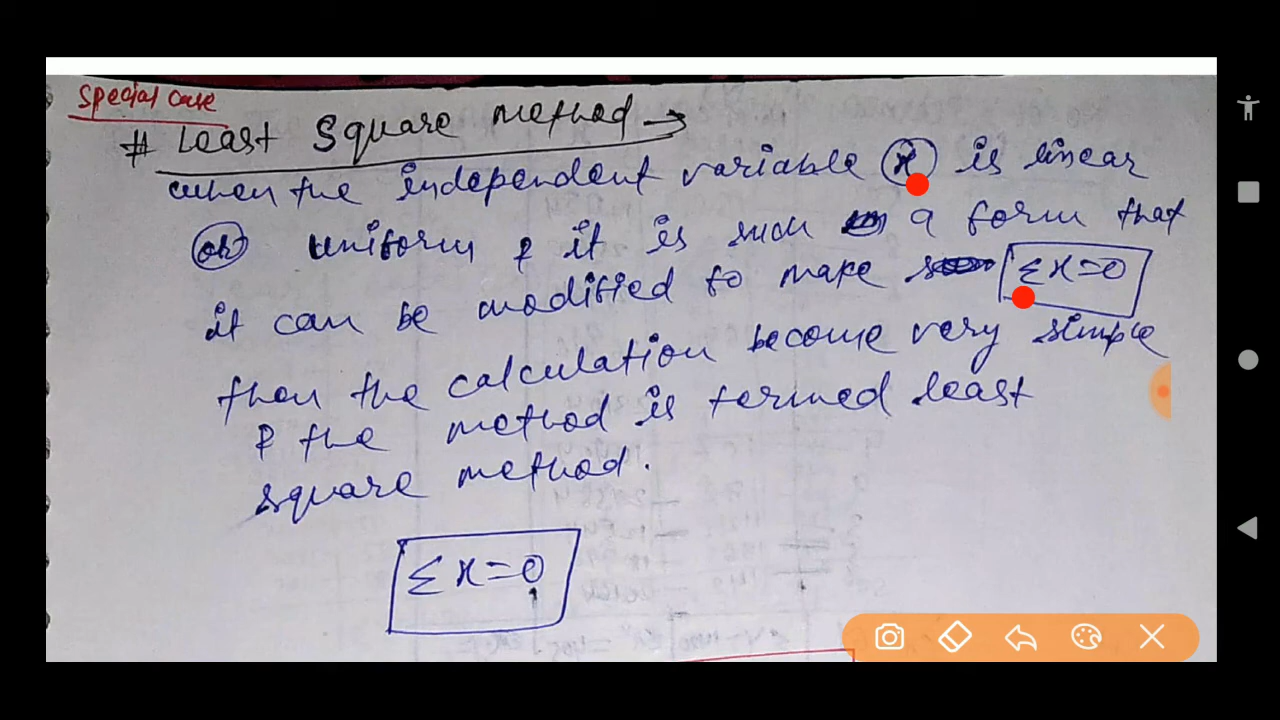 Special case
# Least Square method →
when the independent variable (x) is linear
(or) uniform & it is such a form that
it can be modified to make Σx=0
then the calculation become very simple
& the method is termed least
square method.
Σx=0